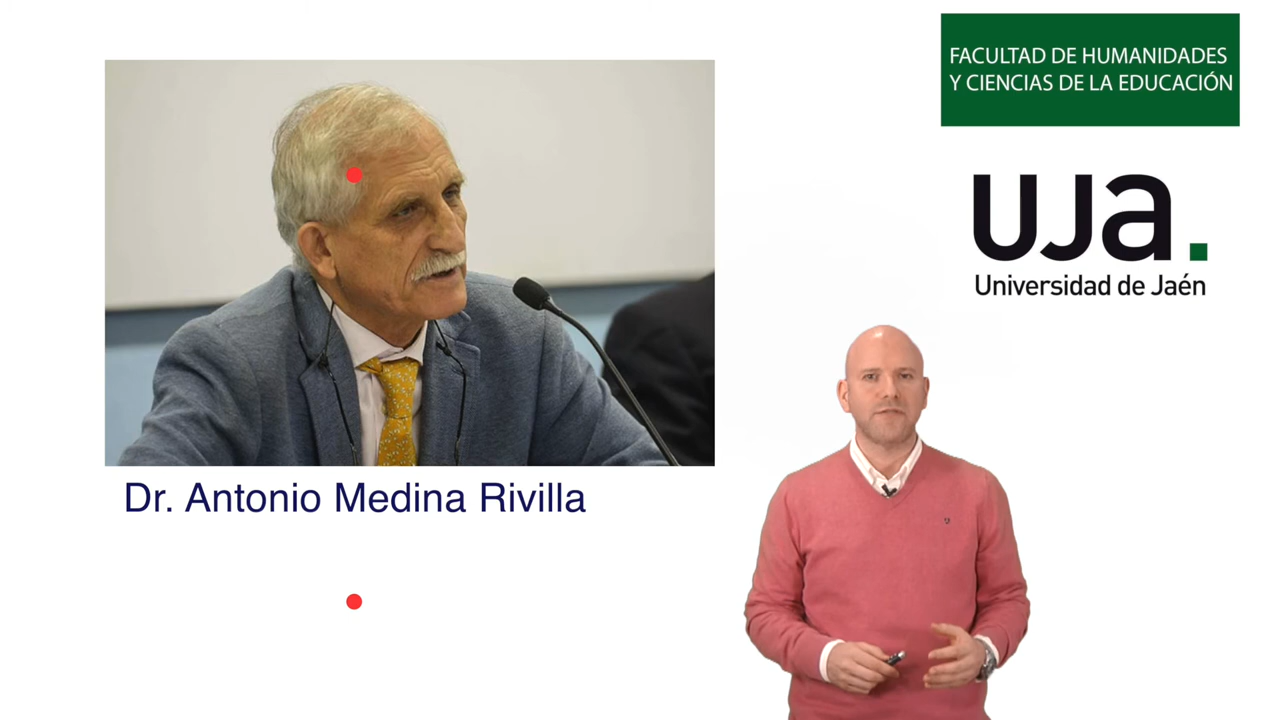 FACULTAD DE HUMANIDADES
Y CIENCIAS DE LA EDUCACIÓN
uja.
Universidad de Jaén
Dr. Antonio Medina Rivilla